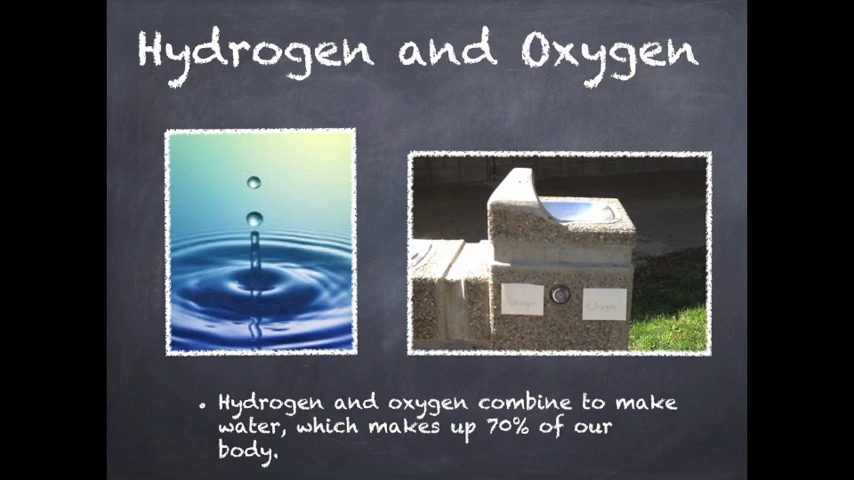 Hydrogen and Oxygen
Oxygen
• Hydrogen and oxygen combine to make
water, which makes up 70% of our
body.